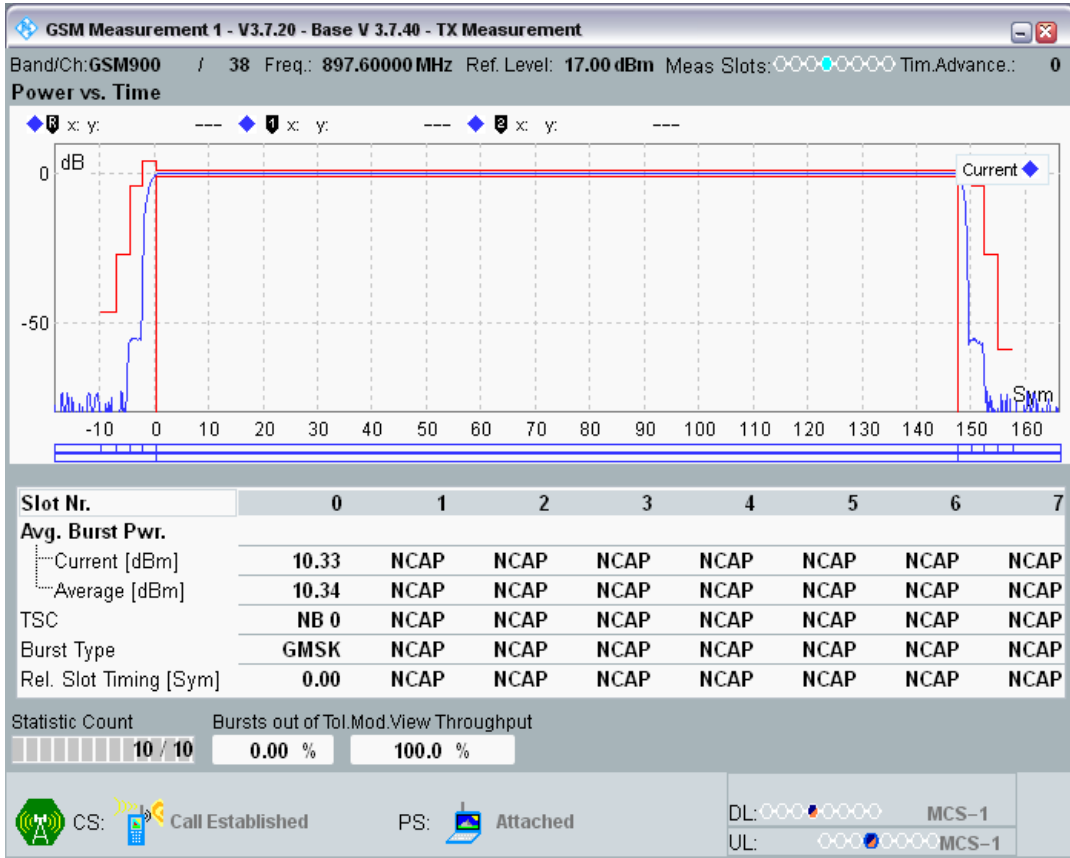 GSM Measurement 1 - V3.7.20 - Base V 3.7.40 - TX Measurement
Band/Ch:GSM900 / 38 Freq.: 897.60000 MHz Ref. Level: 17.00 dBm Meas Slots: Tim.Advance.: 0
Power vs. Time
R x: y: --- 1 x: y: --- 2 x: y: ---
dB
Current
0
-50
Sym
-10 0 10 20 30 40 50 60 70 80 90 100 110 120 130 140 150 160
Slot Nr. 0 1 2 3 4 5 6 7
Avg. Burst Pwr.
Current [dBm] 10.33 NCAP NCAP NCAP NCAP NCAP NCAP NCAP
Average [dBm] 10.34 NCAP NCAP NCAP NCAP NCAP NCAP NCAP
TSC NB 0 NCAP NCAP NCAP NCAP NCAP NCAP NCAP
Burst Type GMSK NCAP NCAP NCAP NCAP NCAP NCAP NCAP
Rel. Slot Timing [Sym] 0.00 NCAP NCAP NCAP NCAP NCAP NCAP NCAP
Statistic Count Bursts out of Tol.Mod.View Throughput
10 / 10 0.00 % 100.0 %
CS: Call Established PS: Attached
DL: MCS-1
UL: MCS-1